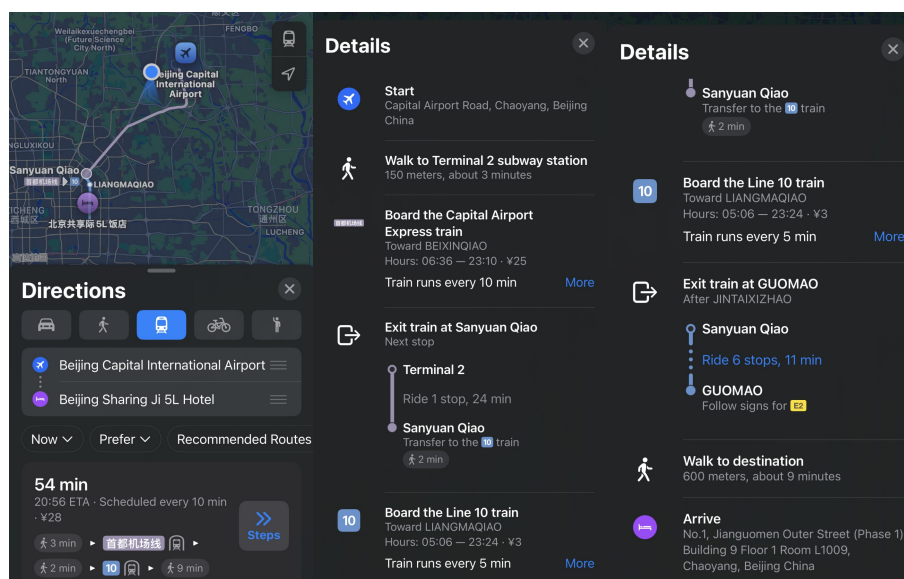 Weilaikexuechengbei
(Future Science
City North)
FENGBO
TIANTONGYUAN
North
Beijing Capital
International
Airport
Sanyuan Qiao
首都机场线 10
LIANGMAQIAO
北京共享际 5L 饭店
TONGZHOU
通州区
LUCHENG
Directions
Beijing Capital International Airport
Beijing Sharing Ji 5L Hotel
Now
Prefer
Recommended Routes
54 min
20:56 ETA · Scheduled every 10 min
· ¥28
Steps
3 min 首都机场线
2 min 10 9 min
Details
Start
Capital Airport Road, Chaoyang, Beijing
China
Walk to Terminal 2 subway station
150 meters, about 3 minutes
首都机场线
Board the Capital Airport
Express train
Toward BEIXINQIAO
Hours: 06:36 — 23:10 · ¥25
Train runs every 10 min More
Exit train at Sanyuan Qiao
Next stop
Terminal 2
Ride 1 stop, 24 min
Sanyuan Qiao
Transfer to the 10 train
2 min
10
Board the Line 10 train
Toward LIANGMAQIAO
Hours: 05:06 — 23:24 · ¥3
Train runs every 5 min More
Details
Sanyuan Qiao
Transfer to the 10 train
2 min
10
Board the Line 10 train
Toward LIANGMAQIAO
Hours: 05:06 — 23:24 · ¥3
Train runs every 5 min More
Exit train at GUOMAO
After JINTAIXIZHAO
Sanyuan Qiao
Ride 6 stops, 11 min
GUOMAO
Follow signs for E2
Walk to destination
600 meters, about 9 minutes
Arrive
No.1, Jianguomen Outer Street (Phase 1)
Building 9 Floor 1 Room L1009,
Chaoyang, Beijing China